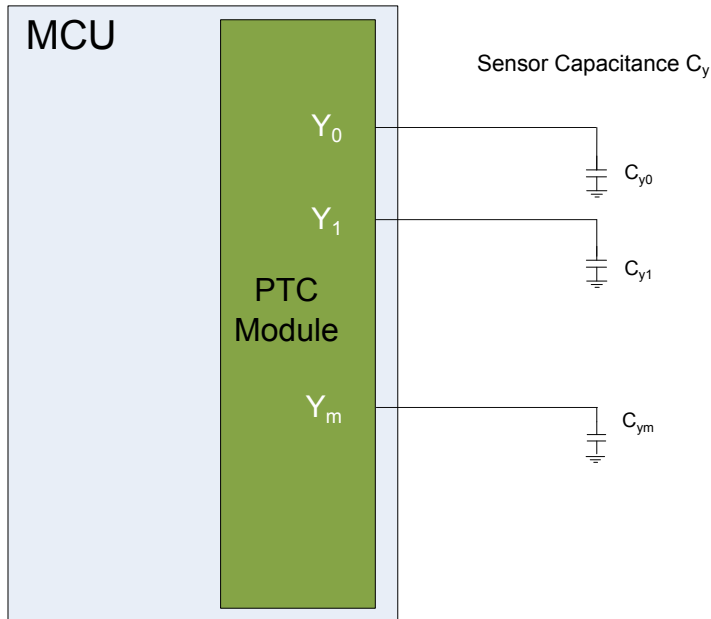 MCU
Sensor Capacitance Cy
Y0
Cy0
Y1
Cy1
PTC
Module
Ym
Cym